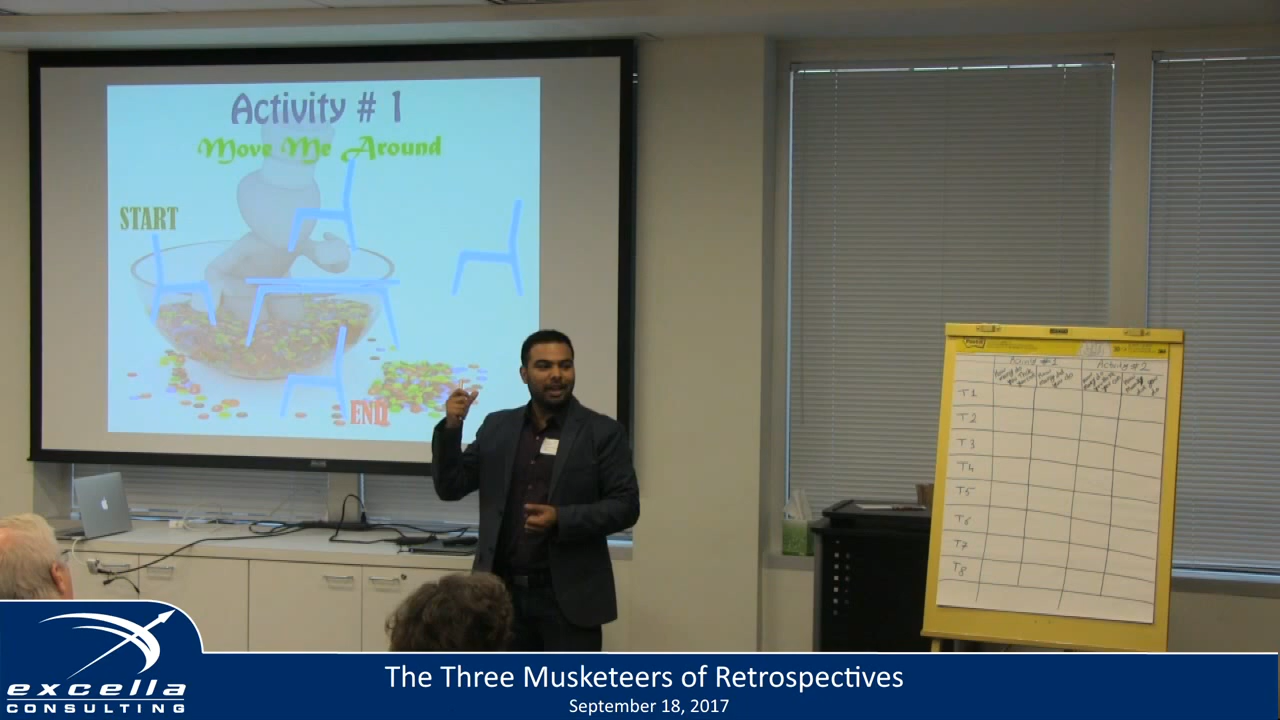 Activity # 1
Move Me Around
START
END
Activity #1
Activity #2
T1
T2
T3
T4
T5
T6
T7
T8
excella
CONSULTING
The Three Musketeers of Retrospectives
September 18, 2017